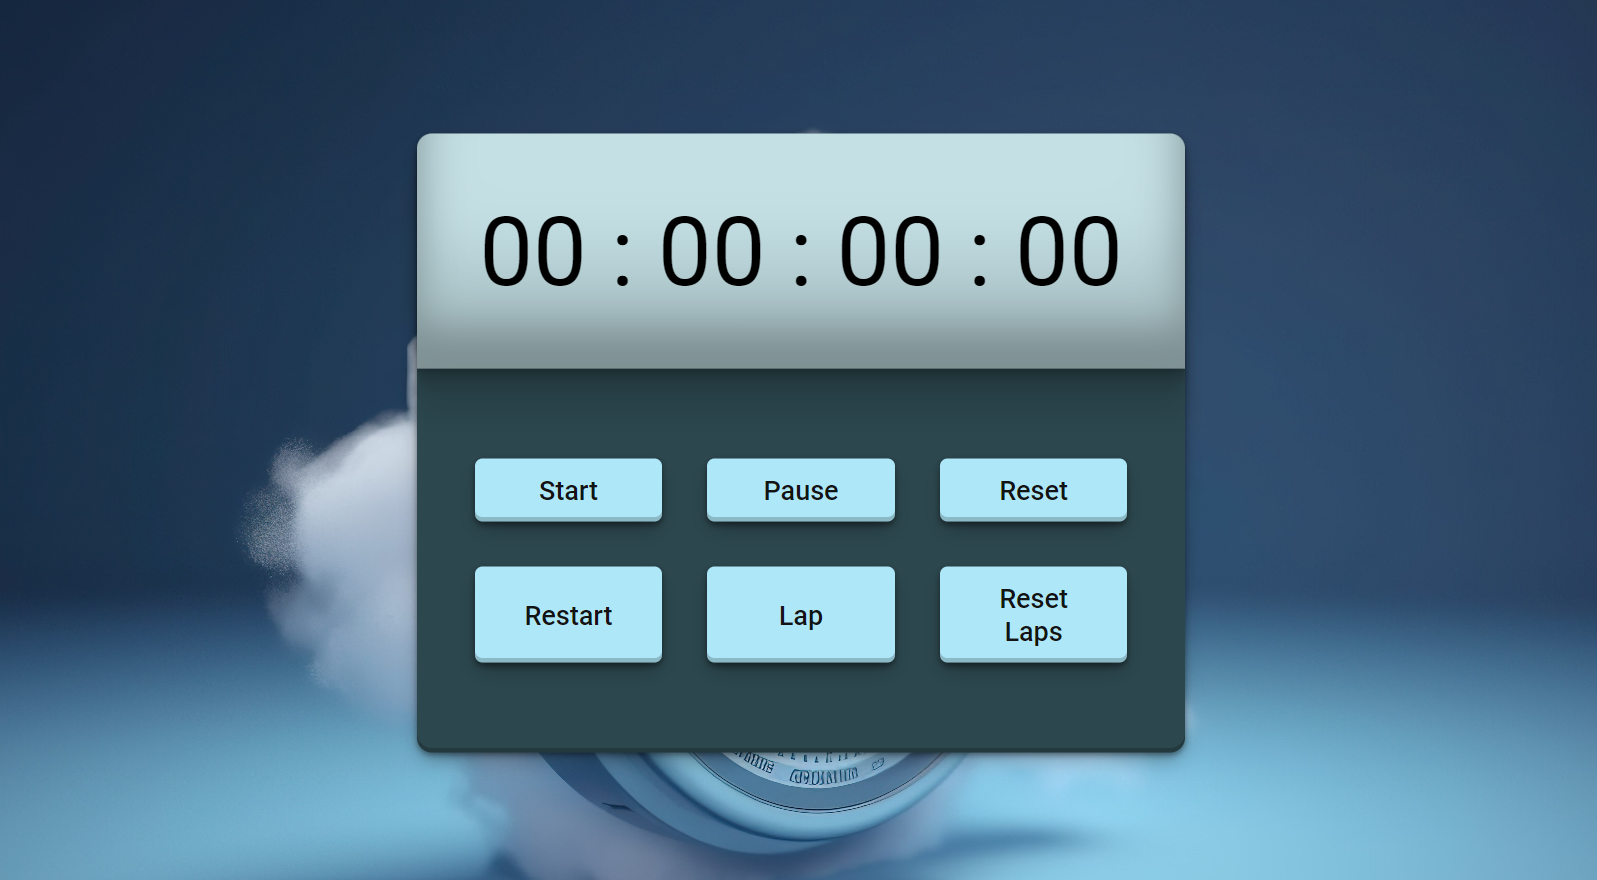 00 : 00 : 00 : 00
Start
Pause
Reset
Restart
Lap
Reset
Laps